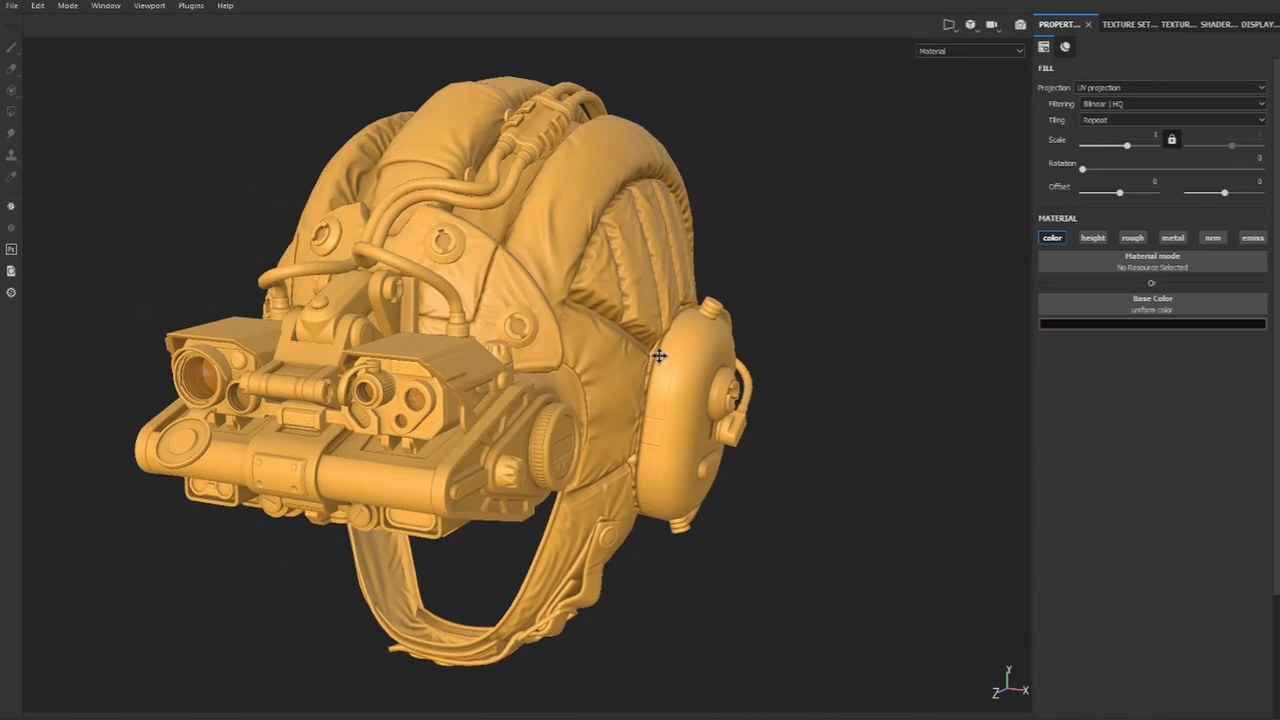 File Edit Mode Window Viewport Plugins Help
PROPERT... TEXTURE SET... TEXTUR... SHADER... DISPLAY...
Material
FILL
Projection UV projection
Filtering Bilinear | HQ
Tiling Repeat
Scale 1 1
Rotation 0
Offset 0 0
MATERIAL
color height rough metal nrm emiss
Material mode
No Resource Selected
Or
Base Color
uniform color
Y
Z X